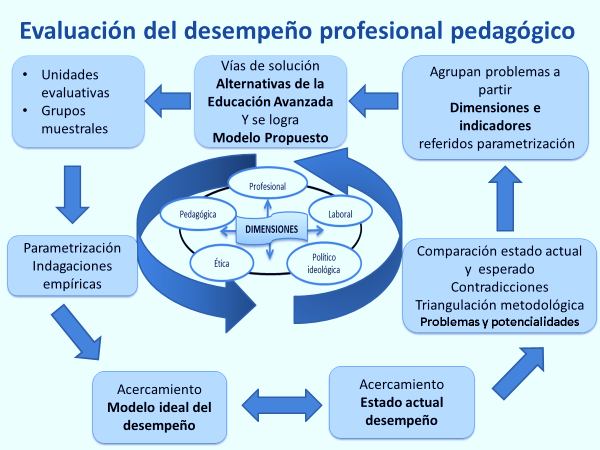 Evaluación del desempeño profesional pedagógico
• Unidades
evaluativas
• Grupos
muestrales
Vías de solución
Alternativas de la
Educación Avanzada
Y se logra
Modelo Propuesto
Agrupan problemas a
partir
Dimensiones e
indicadores
referidos parametrización
Profesional
Pedagógica
Laboral
DIMENSIONES
Ética
Político
ideológica
Parametrización
Indagaciones
empíricas
Comparación estado actual
y esperado
Contradicciones
Triangulación metodológica
Problemas y potencialidades
Acercamiento
Modelo ideal del
desempeño
Acercamiento
Estado actual
desempeño